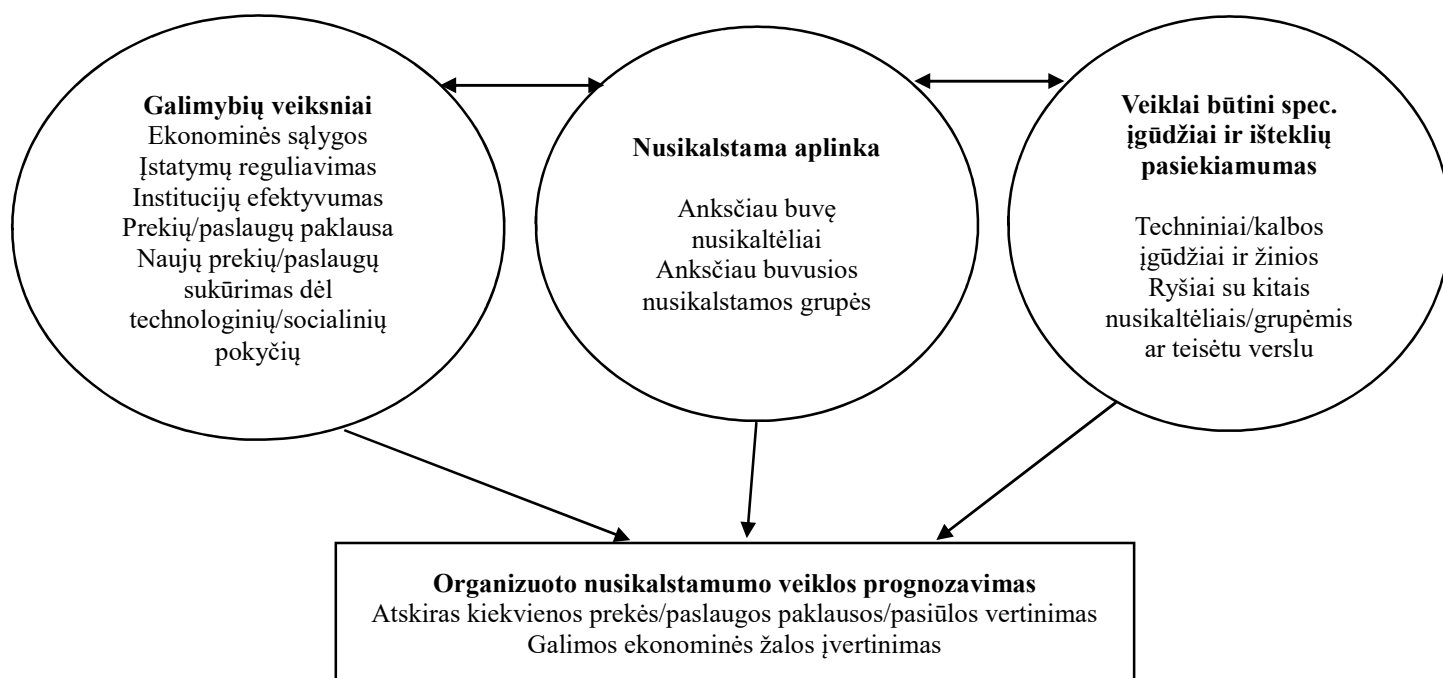 Galimybių veiksniai
Ekonominės sąlygos
Įstatymų reguliavimas
Institucijų efektyvumas
Prekių/paslaugų paklausa
Naujų prekių/paslaugų
sukūrimas dėl
technologinių/socialinių
pokyčių
Nusikalstama aplinka
Anksčiau buvę
nusikaltėliai
Anksčiau buvusios
nusikalstamos grupės
Veiklai būtini spec.
įgūdžiai ir išteklių
pasiekiamumas
Techniniai/kalbos
įgūdžiai ir žinios
Ryšiai su kitais
nusikaltėliais/grupėmis
ar teisėtu verslu
Organizuoto nusikalstamumo veiklos prognozavimas
Atskiras kiekvienos prekės/paslaugos paklausos/pasiūlos vertinimas
Galimos ekonominės žalos įvertinimas